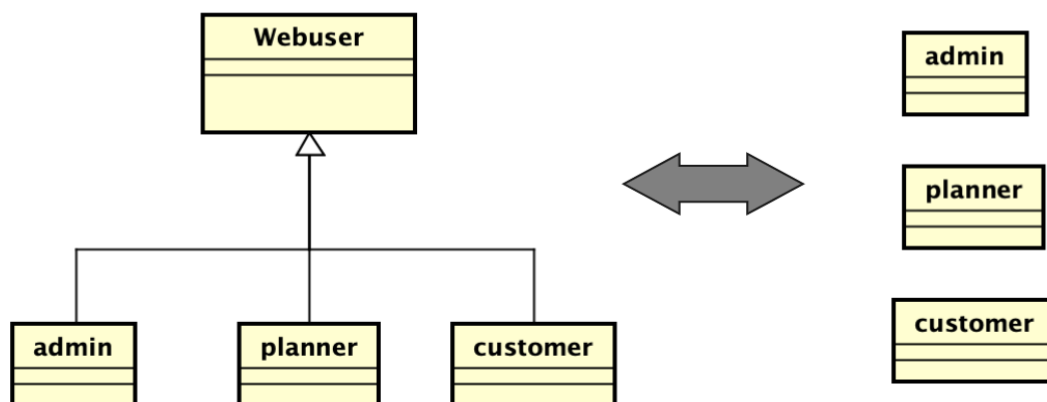 Webuser
admin
planner
customer
admin
planner
customer